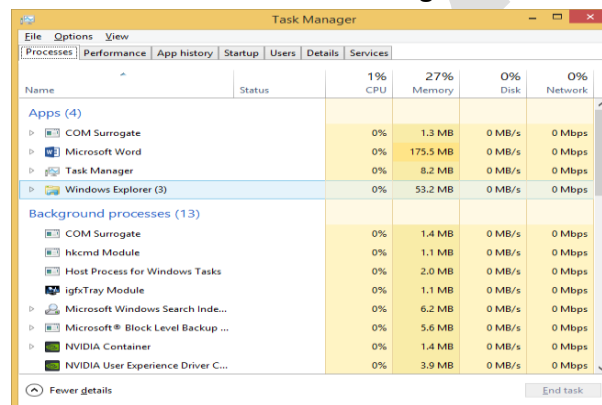 Task Manager
File Options View
Processes Performance App history Startup Users Details Services
1% 27% 0% 0%
Name Status CPU Memory Disk Network
Apps (4)
COM Surrogate 0% 1.3 MB 0 MB/s 0 Mbps
Microsoft Word 0% 175.5 MB 0 MB/s 0 Mbps
Task Manager 0% 8.2 MB 0 MB/s 0 Mbps
Windows Explorer (3) 0% 53.2 MB 0 MB/s 0 Mbps
Background processes (13)
COM Surrogate 0% 1.4 MB 0 MB/s 0 Mbps
hkcmd Module 0% 1.1 MB 0 MB/s 0 Mbps
Host Process for Windows Tasks 0% 2.0 MB 0 MB/s 0 Mbps
igfxTray Module 0% 1.1 MB 0 MB/s 0 Mbps
Microsoft Windows Search Inde... 0% 6.2 MB 0 MB/s 0 Mbps
Microsoft® Block Level Backup ... 0% 5.6 MB 0 MB/s 0 Mbps
NVIDIA Container 0% 1.4 MB 0 MB/s 0 Mbps
NVIDIA User Experience Driver C... 0% 3.9 MB 0 MB/s 0 Mbps
Fewer details End task